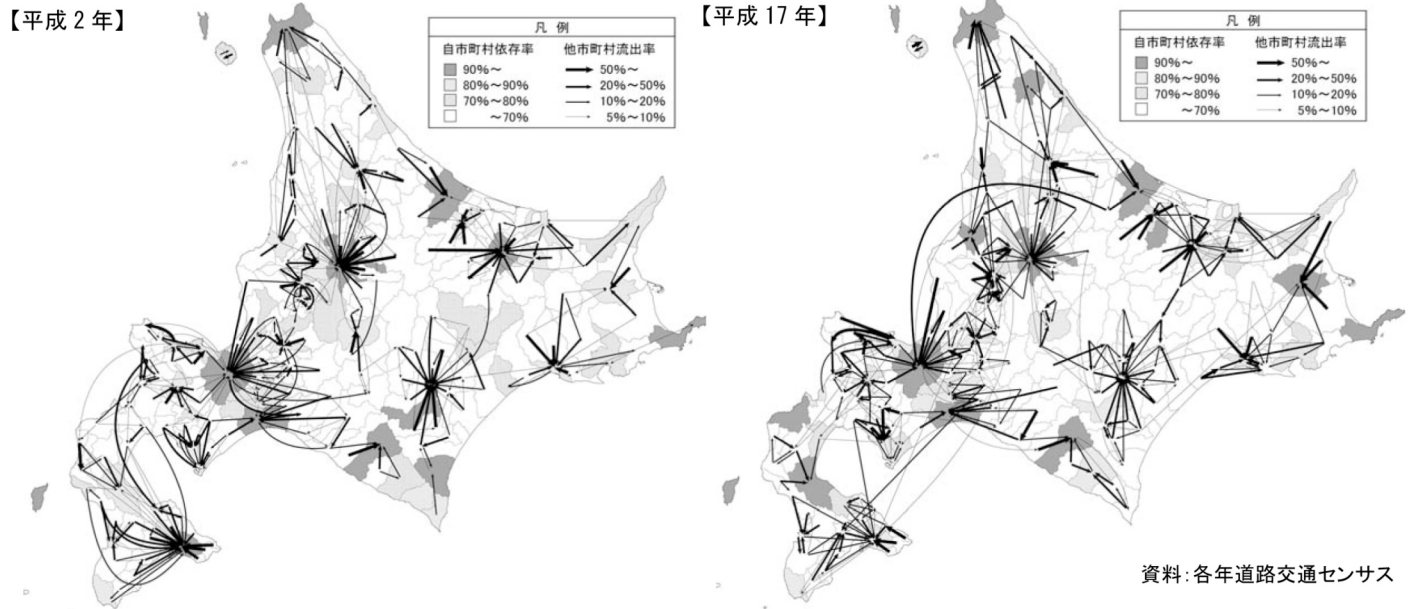 【平成2年】
凡 例
自市町村依存率 他市町村流出率
90%～ 50%～
80%～90% 20%～50%
70%～80% 10%～20%
～70% 5%～10%
【平成17年】
凡 例
自市町村依存率 他市町村流出率
90%～ 50%～
80%～90% 20%～50%
70%～80% 10%～20%
～70% 5%～10%
資料：各年道路交通センサス